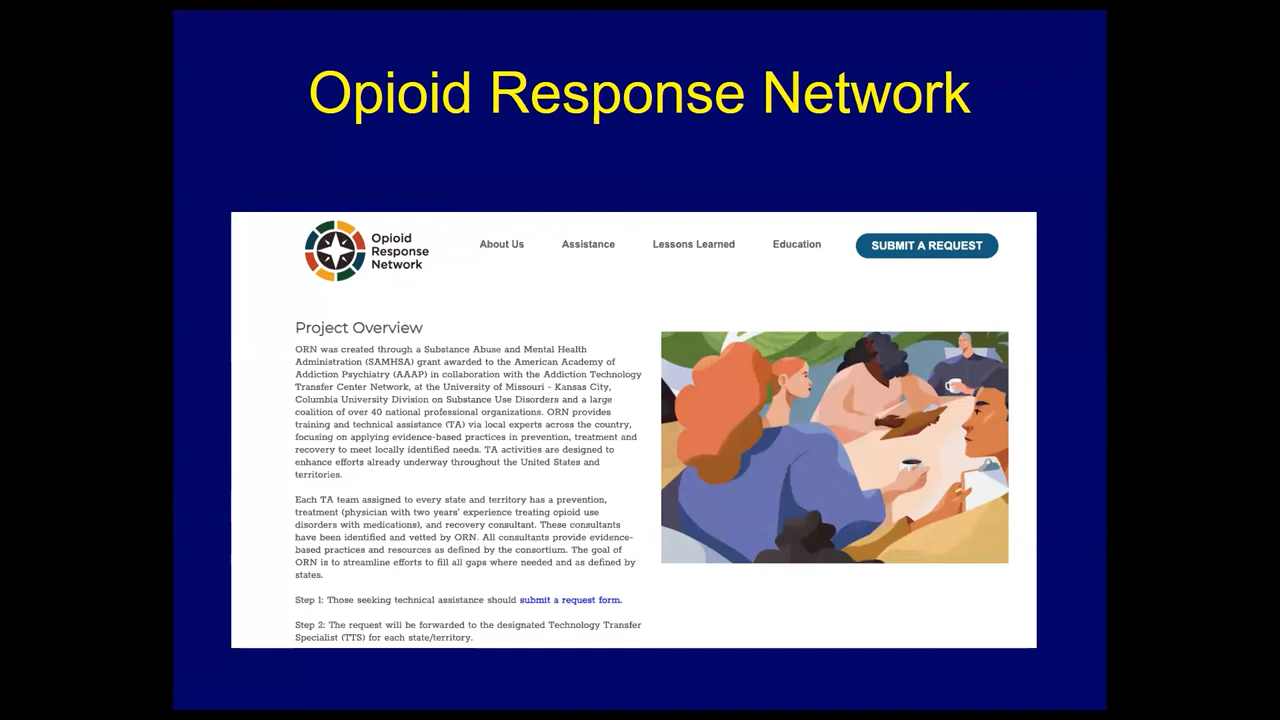 Opioid Response Network
Opioid
Response
Network
About Us
Assistance
Lessons Learned
Education
SUBMIT A REQUEST
Project Overview
ORN was created through a Substance Abuse and Mental Health
Administration (SAMHSA) grant awarded to the American Academy of
Addiction Psychiatry (AAAP) in collaboration with the Addiction Technology
Transfer Center Network, at the University of Missouri - Kansas City,
Columbia University Division on Substance Use Disorders and a large
coalition of over 40 national professional organizations. ORN provides
training and technical assistance (TA) via local experts across the country,
focusing on applying evidence-based practices in prevention, treatment and
recovery to meet locally identified needs. TA activities are designed to
enhance efforts already underway throughout the United States and
territories.
Each TA team assigned to every state and territory has a prevention,
treatment (physician with two years' experience treating opioid use
disorders with medications), and recovery consultant. These consultants
have been identified and vetted by ORN. All consultants provide evidence-
based practices and resources as defined by the consortium. The goal of
ORN is to streamline efforts to fill all gaps where needed and as defined by
states.
Step 1: Those seeking technical assistance should submit a request form.
Step 2: The request will be forwarded to the designated Technology Transfer
Specialist (TTS) for each state/territory.